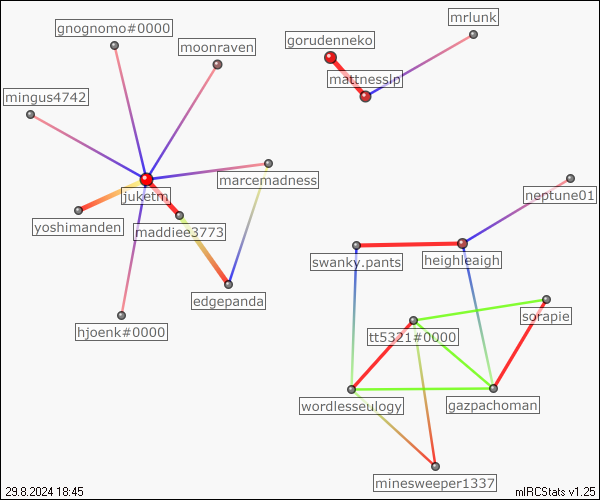 mrlunk
gnognomo#0000
gorudenneko
moonraven
mattnesslp
mingus4742
marcemadness
juketm
neptune01
yoshimanden
maddiee3773
swanky.pants
heighleaigh
edgepanda
sorapie
hjoenk#0000
tt5321#0000
wordlesseulogy
gazpachoman
minesweeper1337
29.8.2024 18:45
mIRCStats v1.25